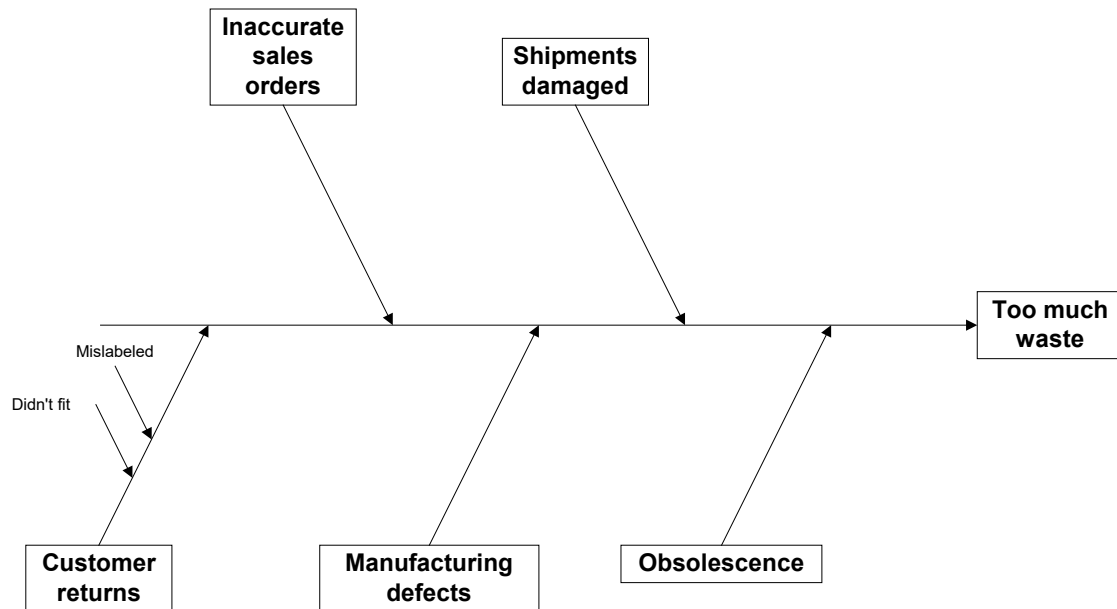 Inaccurate
sales
orders
Shipments
damaged
Too much
waste
Mislabeled
Didn't fit
Customer
returns
Manufacturing
defects
Obsolescence